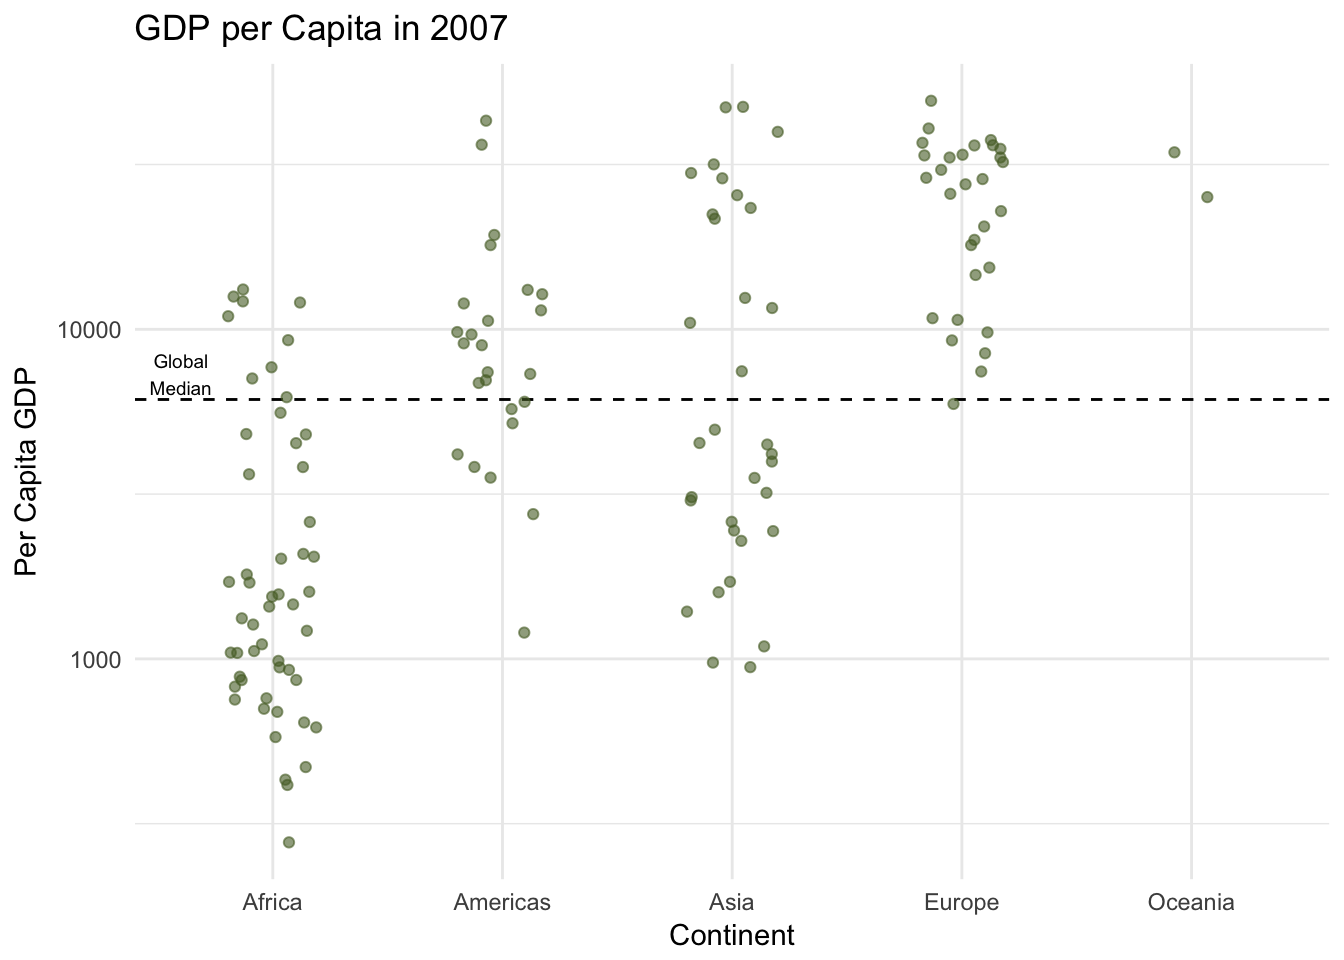 GDP per Capita in 2007
Per Capita GDP
10000
Global
Median
1000
Africa
Americas
Asia
Europe
Oceania
Continent